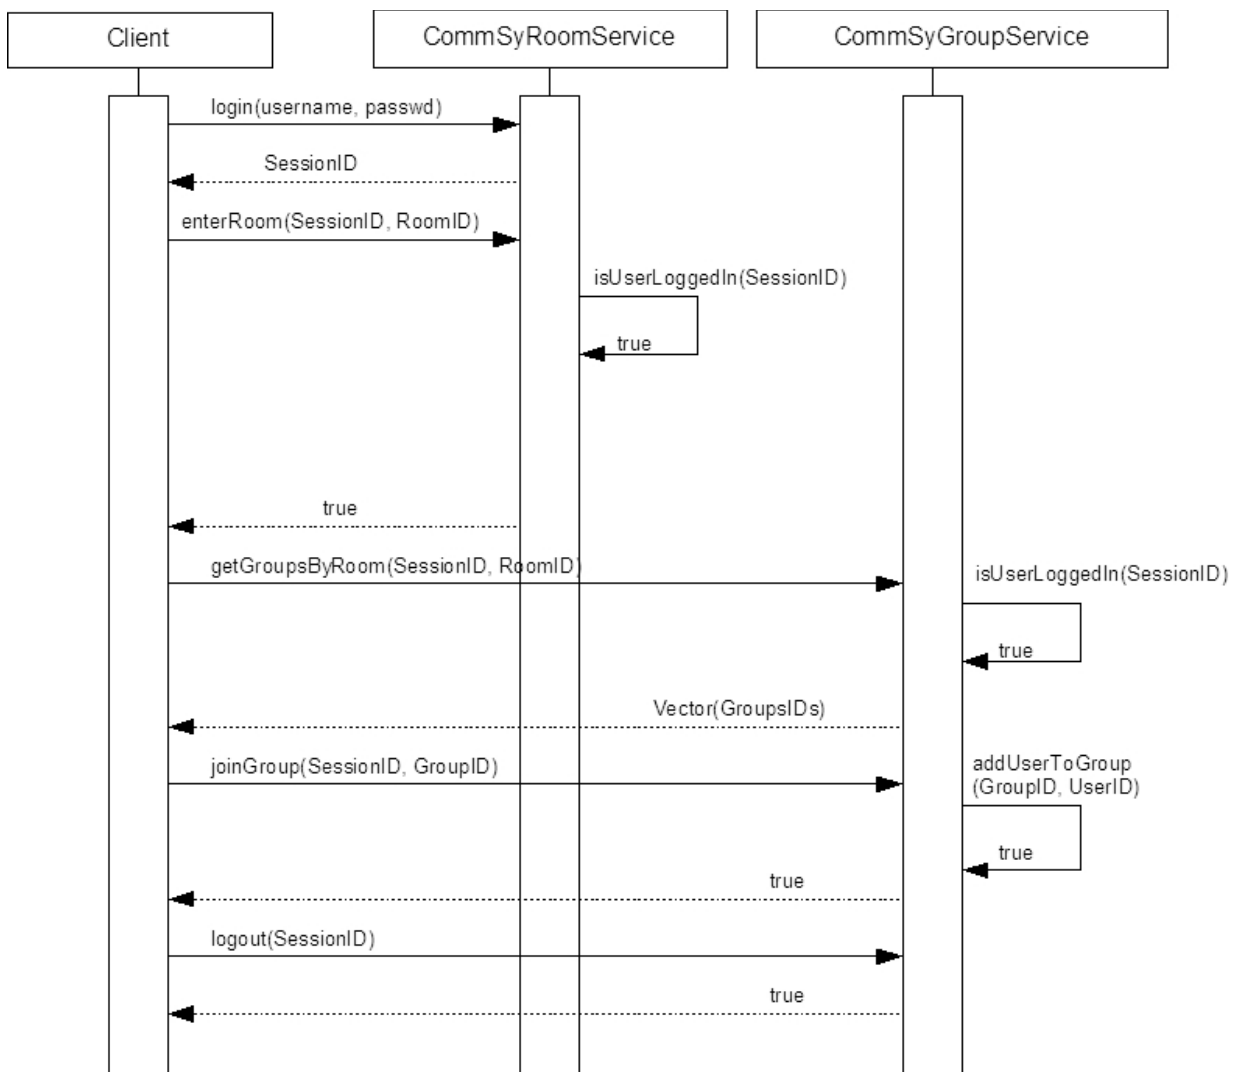 Client
CommSyRoomService
CommSyGroupService
login(username, passwd)
SessionID
enterRoom(SessionID, RoomID)
isUserLoggedIn(SessionID)
true
true
getGroupsByRoom(SessionID, RoomID)
isUserLoggedIn(SessionID)
true
Vector(GroupsIDs)
joinGroup(SessionID, GroupID)
addUserToGroup
(GroupID, UserID)
true
true
logout(SessionID)
true